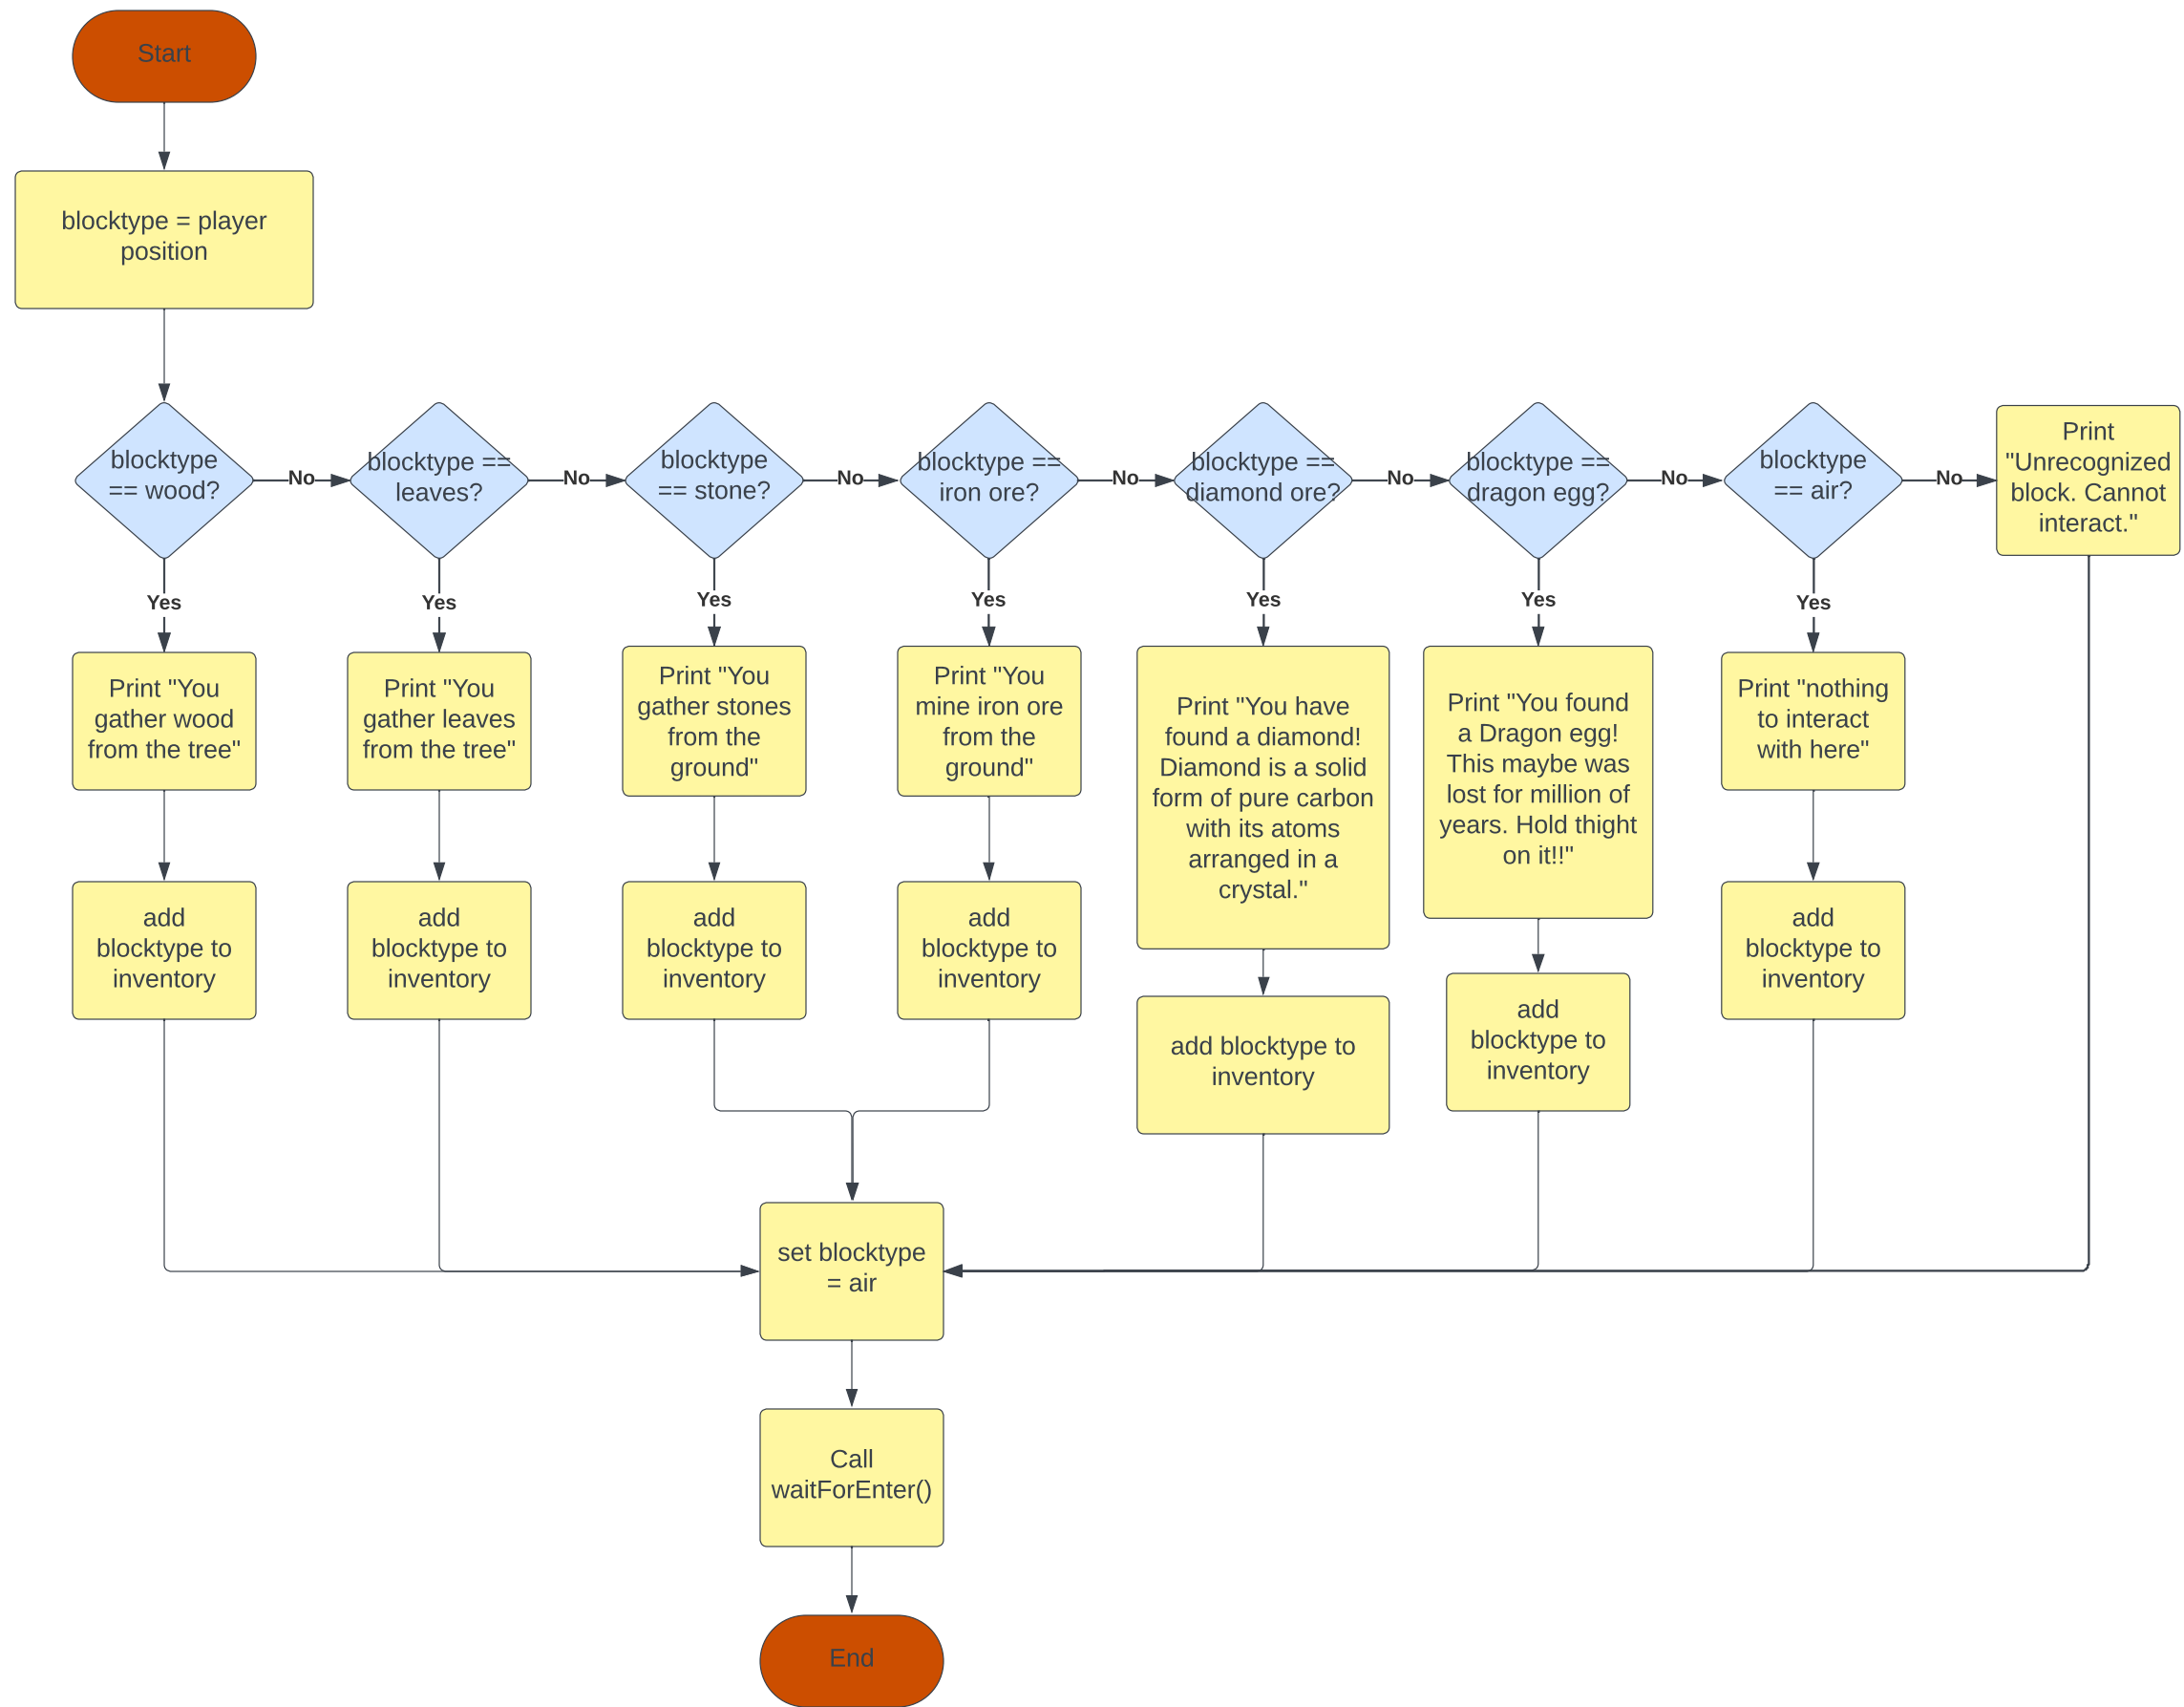 Start
blocktype = player
position
blocktype
== wood?
No
blocktype ==
leaves?
No
blocktype
== stone?
No
blocktype ==
iron ore?
No
blocktype ==
diamond ore?
No
blocktype ==
dragon egg?
No
blocktype
== air?
No
Print
"Unrecognized
block. Cannot
interact."
Yes
Yes
Yes
Yes
Yes
Yes
Yes
Print "You
gather wood
from the tree"
Print "You
gather leaves
from the tree"
Print "You
gather stones
from the
ground"
Print "You
mine iron ore
from the
ground"
Print "You have
found a diamond!
Diamond is a solid
form of pure carbon
with its atoms
arranged in a
crystal."
Print "You found
a Dragon egg!
This maybe was
lost for million of
years. Hold thight
on it!!"
Print "nothing
to interact
with here"
add
blocktype to
inventory
add
blocktype to
inventory
add
blocktype to
inventory
add
blocktype to
inventory
add blocktype to
inventory
add
blocktype to
inventory
add
blocktype to
inventory
set blocktype
= air
Call
waitForEnter()
End